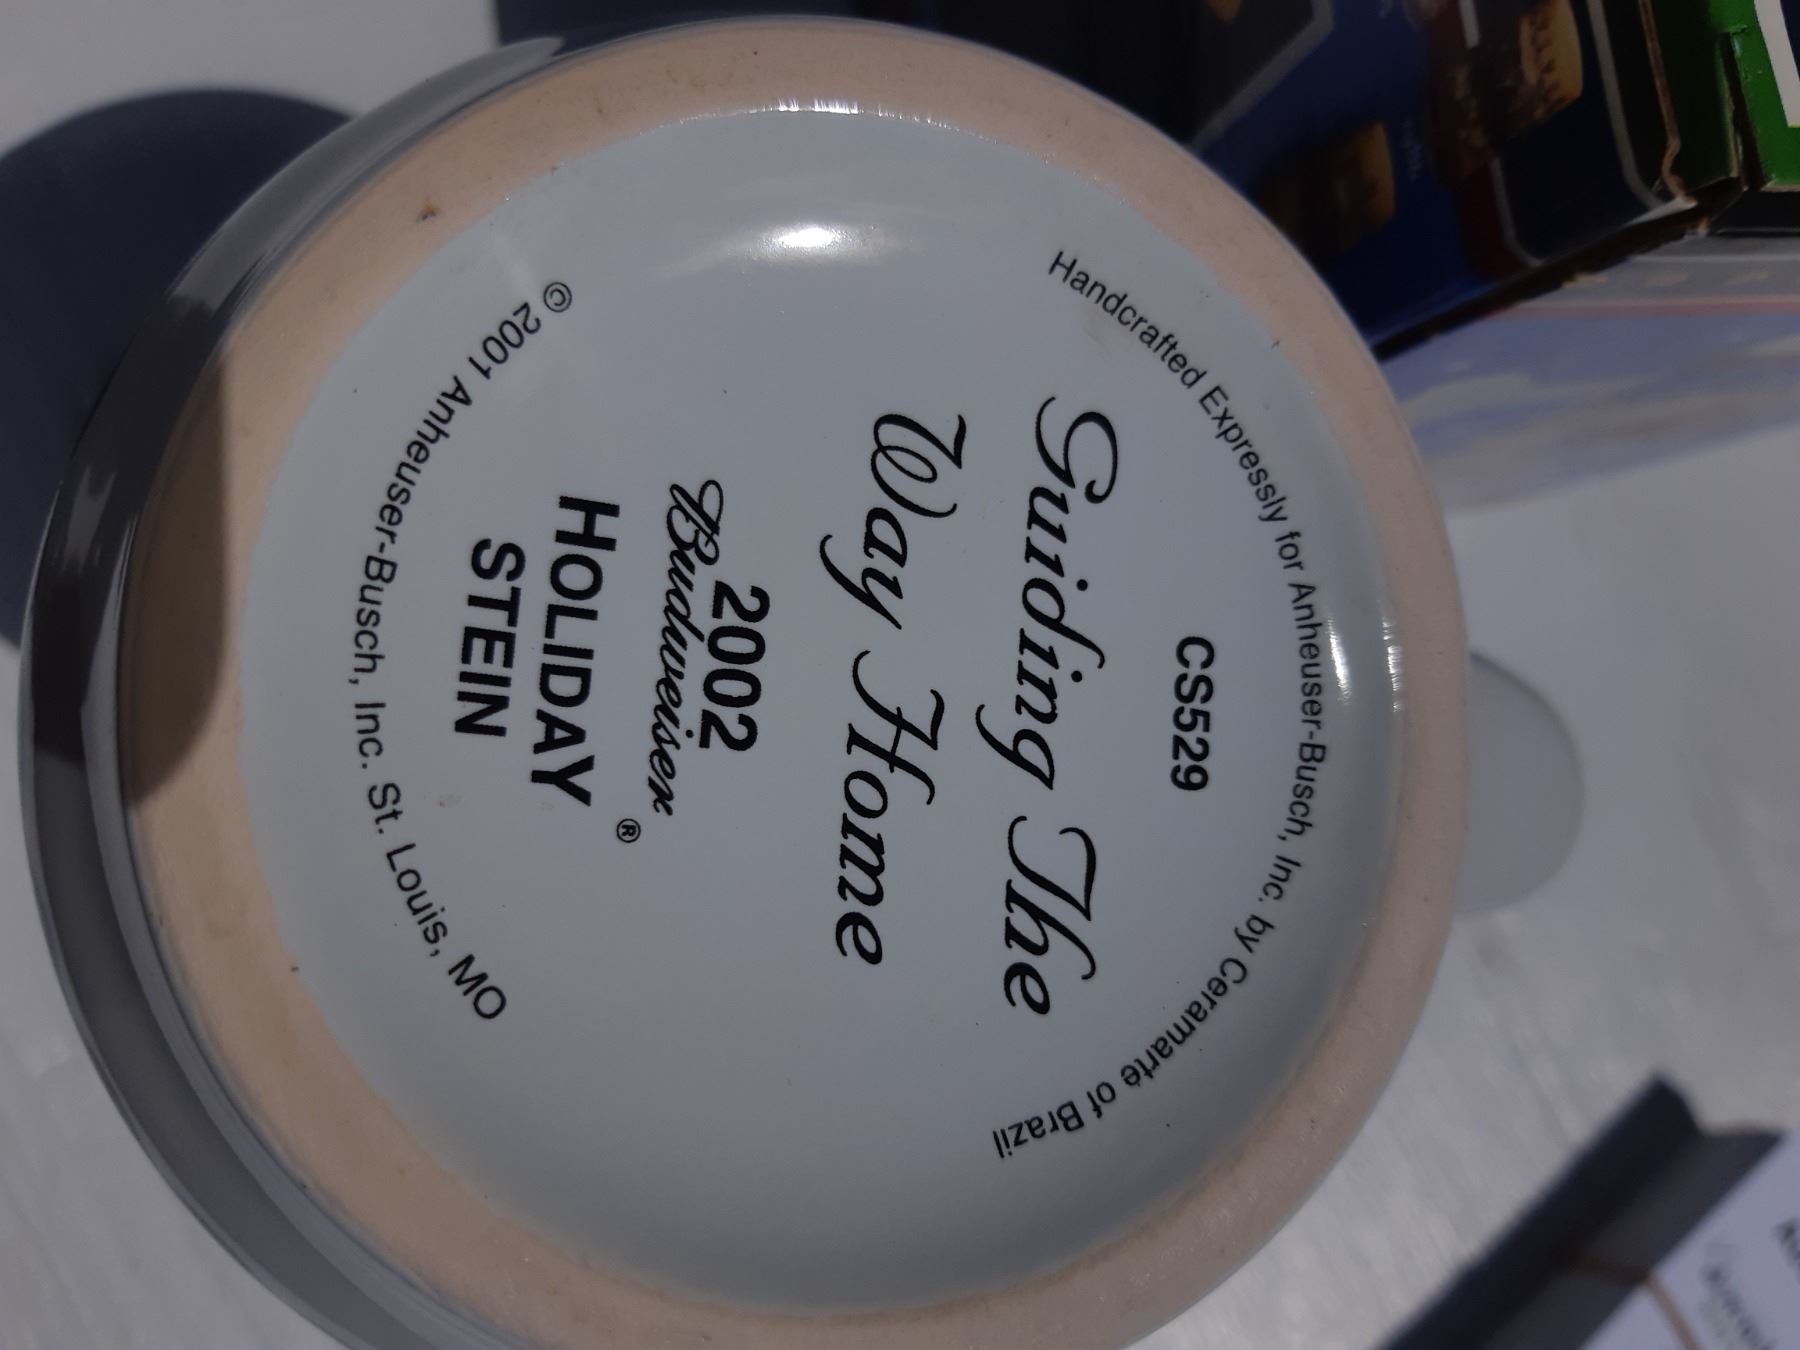 Handcrafted Expressly for Anheuser-Busch, Inc. by Ceramarte of Brazil
CS529
Guiding The
Way Home
2002
Budweiser ®
HOLIDAY
STEIN
© 2001 Anheuser-Busch, Inc. St. Louis, MO